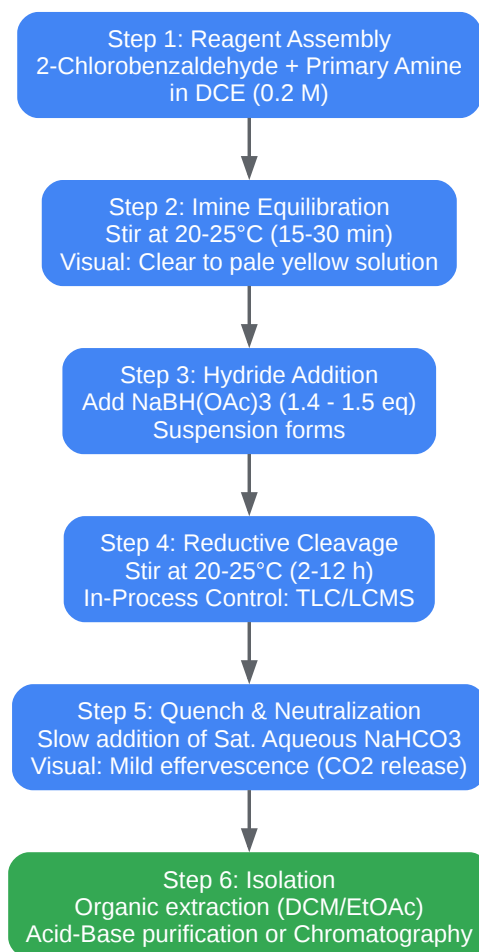 Step 1: Reagent Assembly
2-Chlorobenzaldehyde + Primary Amine
in DCE (0.2 M)
Step 2: Imine Equilibration
Stir at 20-25°C (15-30 min)
Visual: Clear to pale yellow solution
Step 3: Hydride Addition
Add NaBH(OAc)3 (1.4 - 1.5 eq)
Suspension forms
Step 4: Reductive Cleavage
Stir at 20-25°C (2-12 h)
In-Process Control: TLC/LCMS
Step 5: Quench & Neutralization
Slow addition of Sat. Aqueous NaHCO3
Visual: Mild effervescence (CO2 release)
Step 6: Isolation
Organic extraction (DCM/EtOAc)
Acid-Base purification or Chromatography